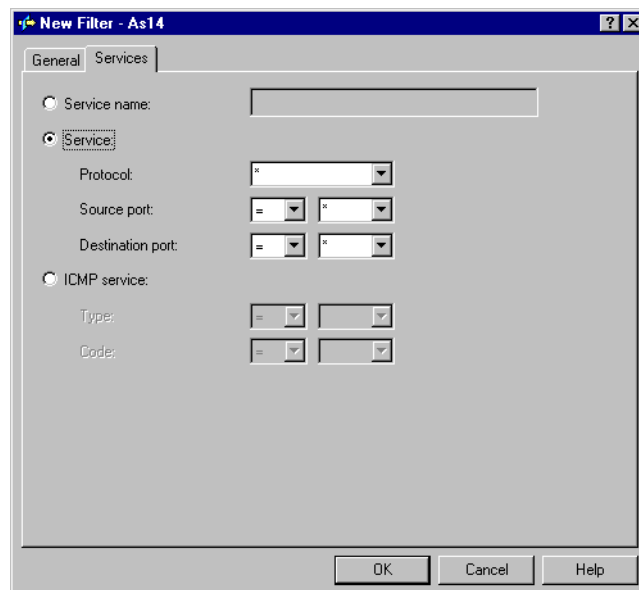 New Filter - As14
General Services
Service name:
Service:
Protocol: *
Source port: = *
Destination port: = *
ICMP service:
Type: =
Code: =
OK Cancel Help